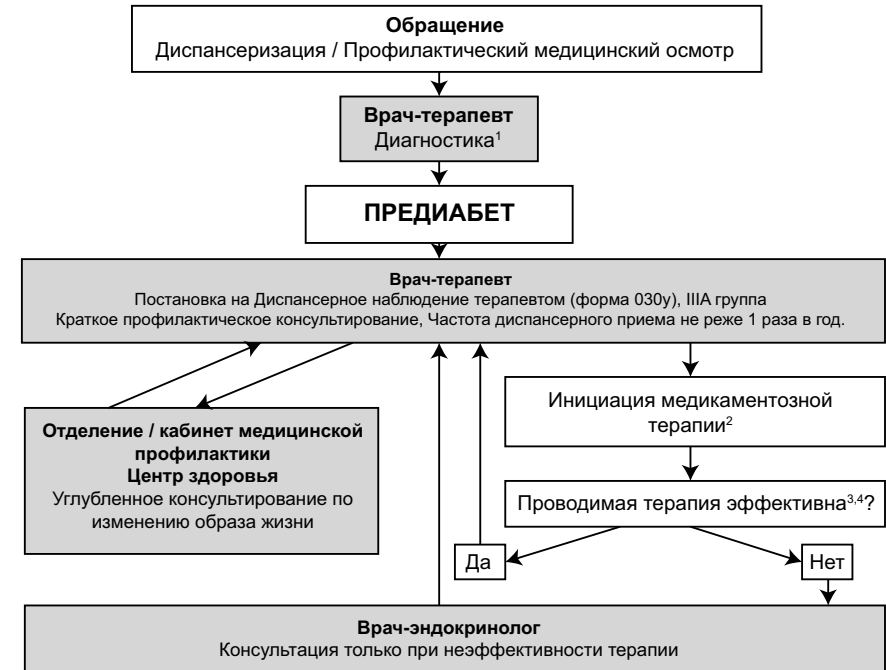 Обращение
Диспансеризация / Профилактический медицинский осмотр
Врач-терапевт
Диагностика¹
ПРЕДИАБЕТ
Врач-терапевт
Постановка на Диспансерное наблюдение терапевтом (форма 030у), IIIА группа
Краткое профилактическое консультирование, Частота диспансерного приема не реже 1 раза в год.
Отделение / кабинет медицинской
профилактики
Центр здоровья
Углубленное консультирование по
изменению образа жизни
Инициация медикаментозной
терапии²
Проводимая терапия эффективна³,⁴?
Да
Нет
Врач-эндокринолог
Консультация только при неэффективности терапии